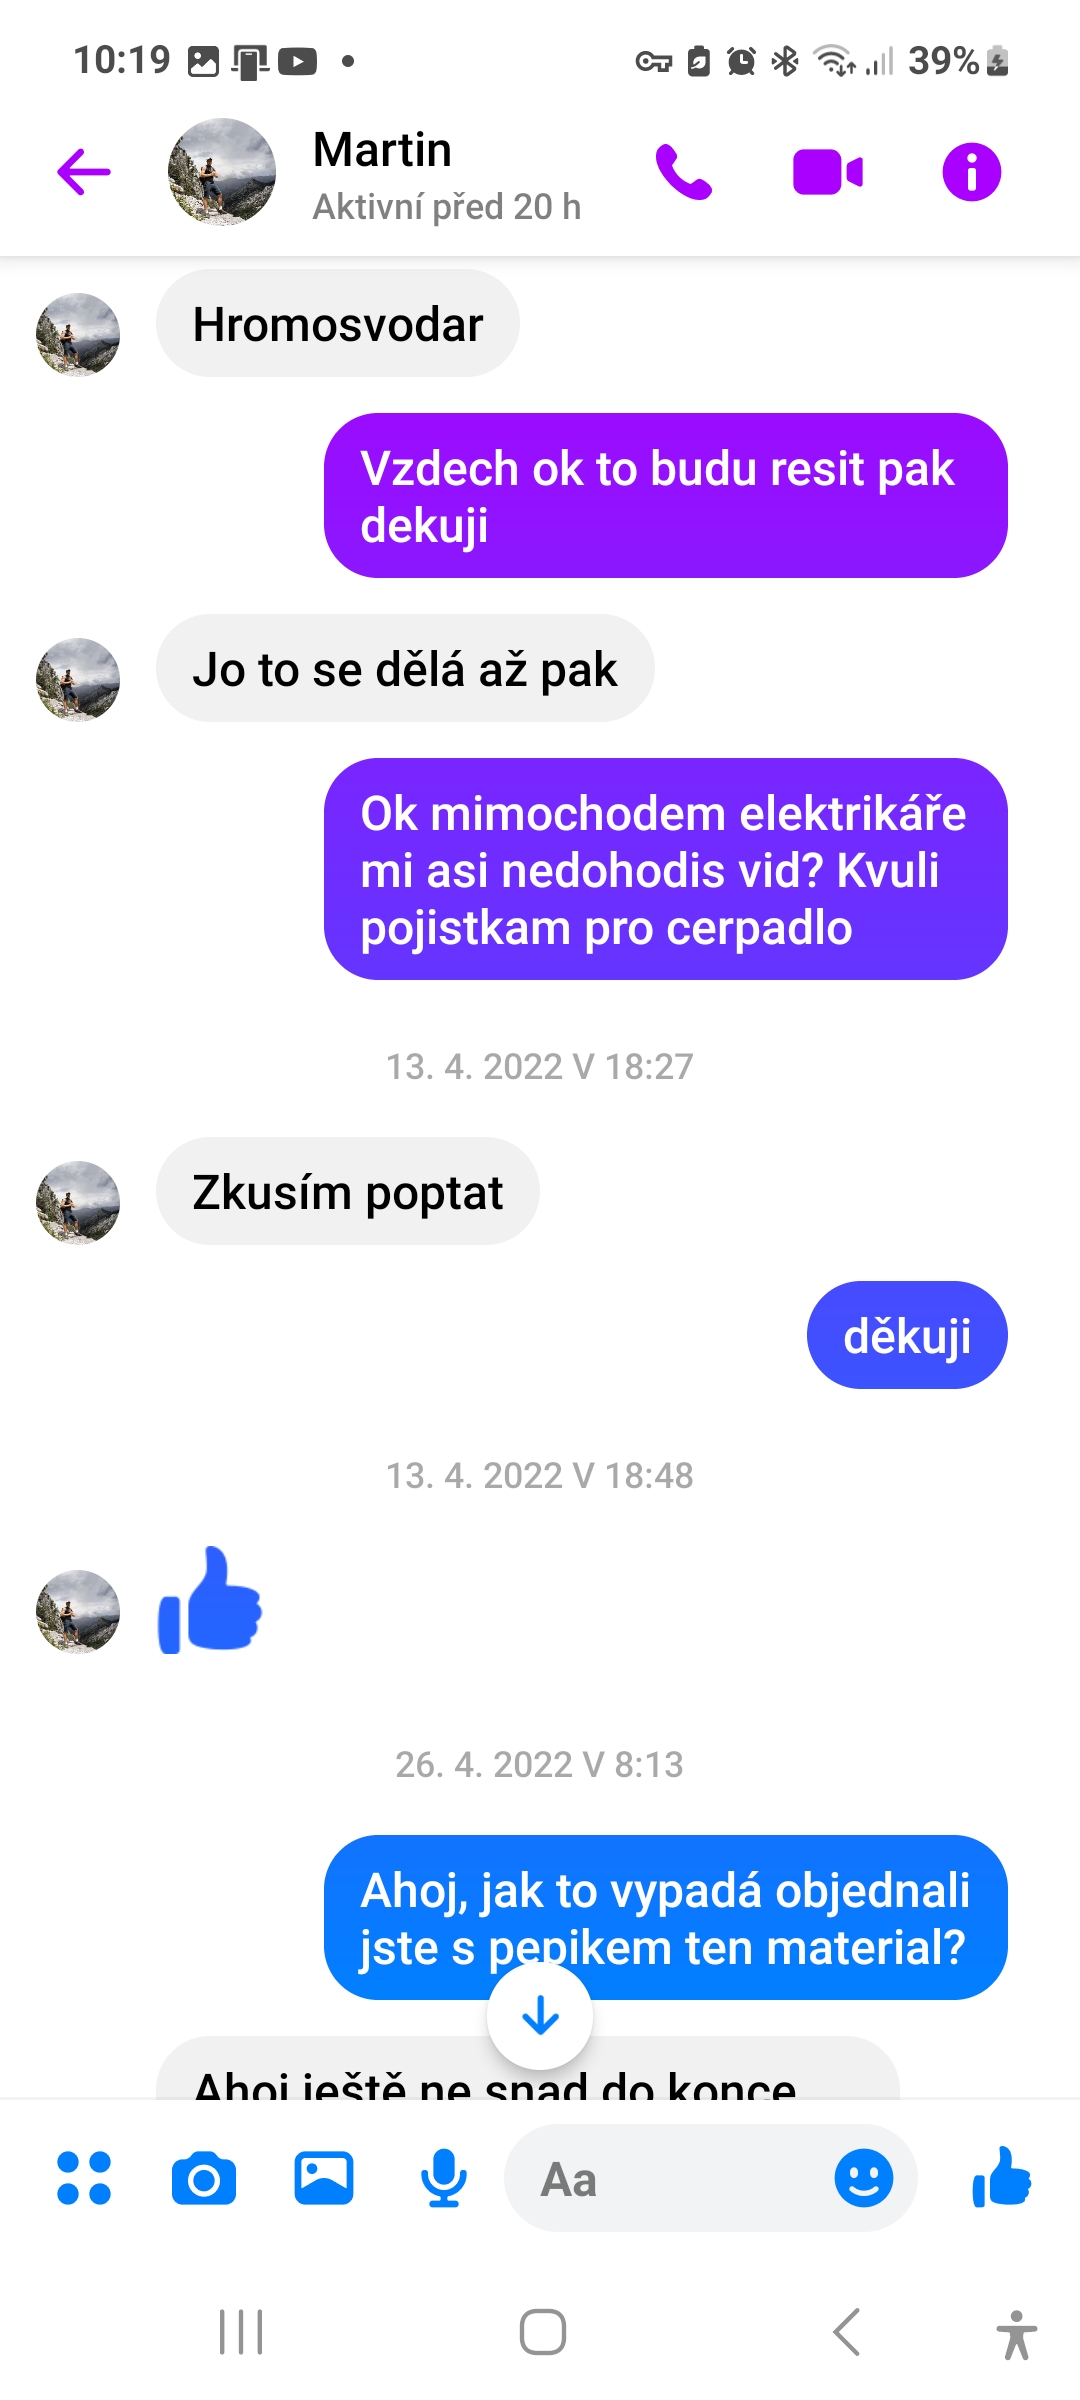 10:19
39%
Martin
Aktivní před 20 h
Hromosvodar
Vzdech ok to budu resit pak
dekuji
Jo to se dělá až pak
Ok mimochodem elektrikáře
mi asi nedohodis vid? Kvuli
pojistkam pro cerpadlo
13. 4. 2022 V 18:27
Zkusím poptat
děkuji
13. 4. 2022 V 18:48
26. 4. 2022 V 8:13
Ahoj, jak to vypadá objednali
jste s pepikem ten material?
Ahoj ještě ne snad do konce
Aa